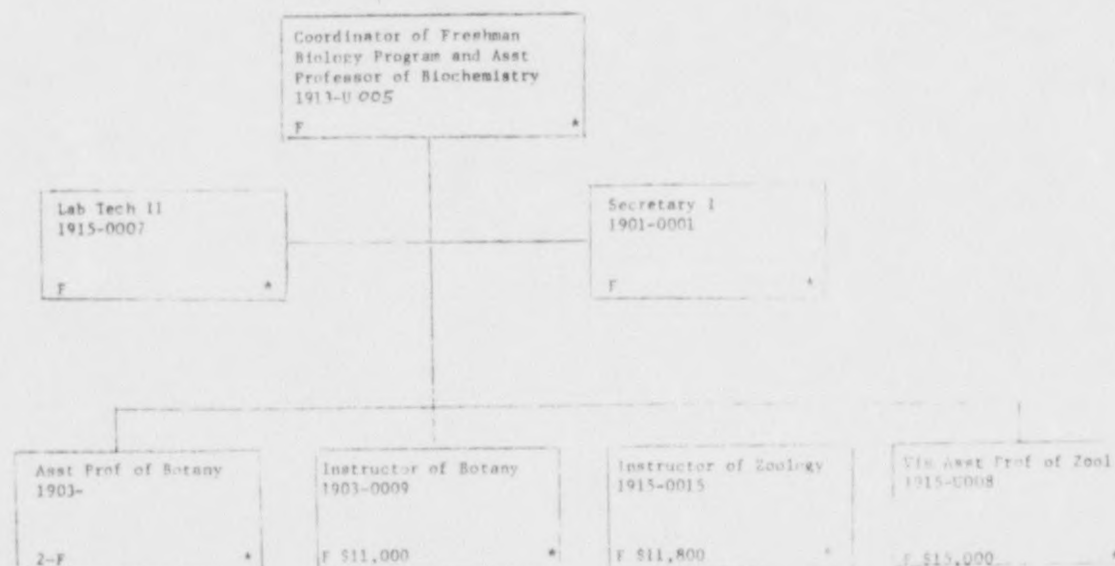 Coordinator of Freshman
Biology Program and Asst
Professor of Biochemistry
1913-U 005
F *
Lab Tech II
1915-0007
F *
Secretary I
1901-0001
F *
Asst Prof of Botany
1903-
2-F *
Instructor of Botany
1903-0009
F $11,000 *
Instructor of Zoology
1915-0015
F $11,800 *
Vis Asst Prof of Zool
1915-U008
F $15,000 *